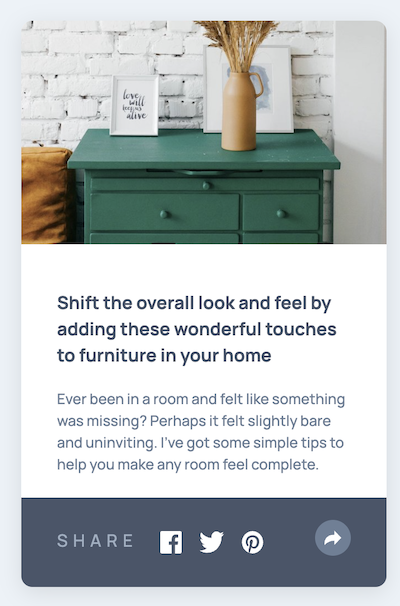 love
will
keep us
alive
Shift the overall look and feel by
adding these wonderful touches
to furniture in your home
Ever been in a room and felt like something
was missing? Perhaps it felt slightly bare
and uninviting. I've got some simple tips to
help you make any room feel complete.
SHARE